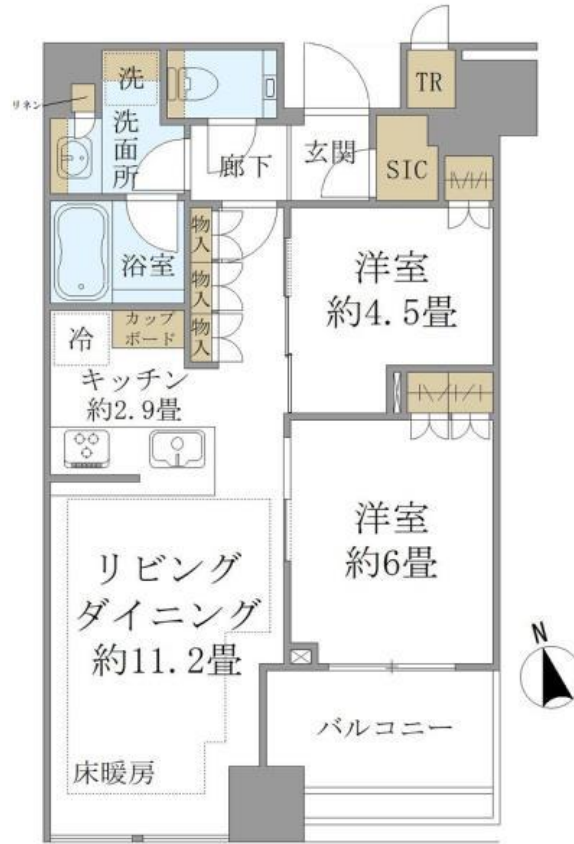 洗
TR
リネン
洗面所
廊下
玄関
SIC
物入
浴室
洋室
約4.5畳
物入
カップ
ボード
冷
物入
キッチン
約2.9畳
洋室
約6畳
リビング
ダイニング
約11.2畳
N
バルコニー
床暖房